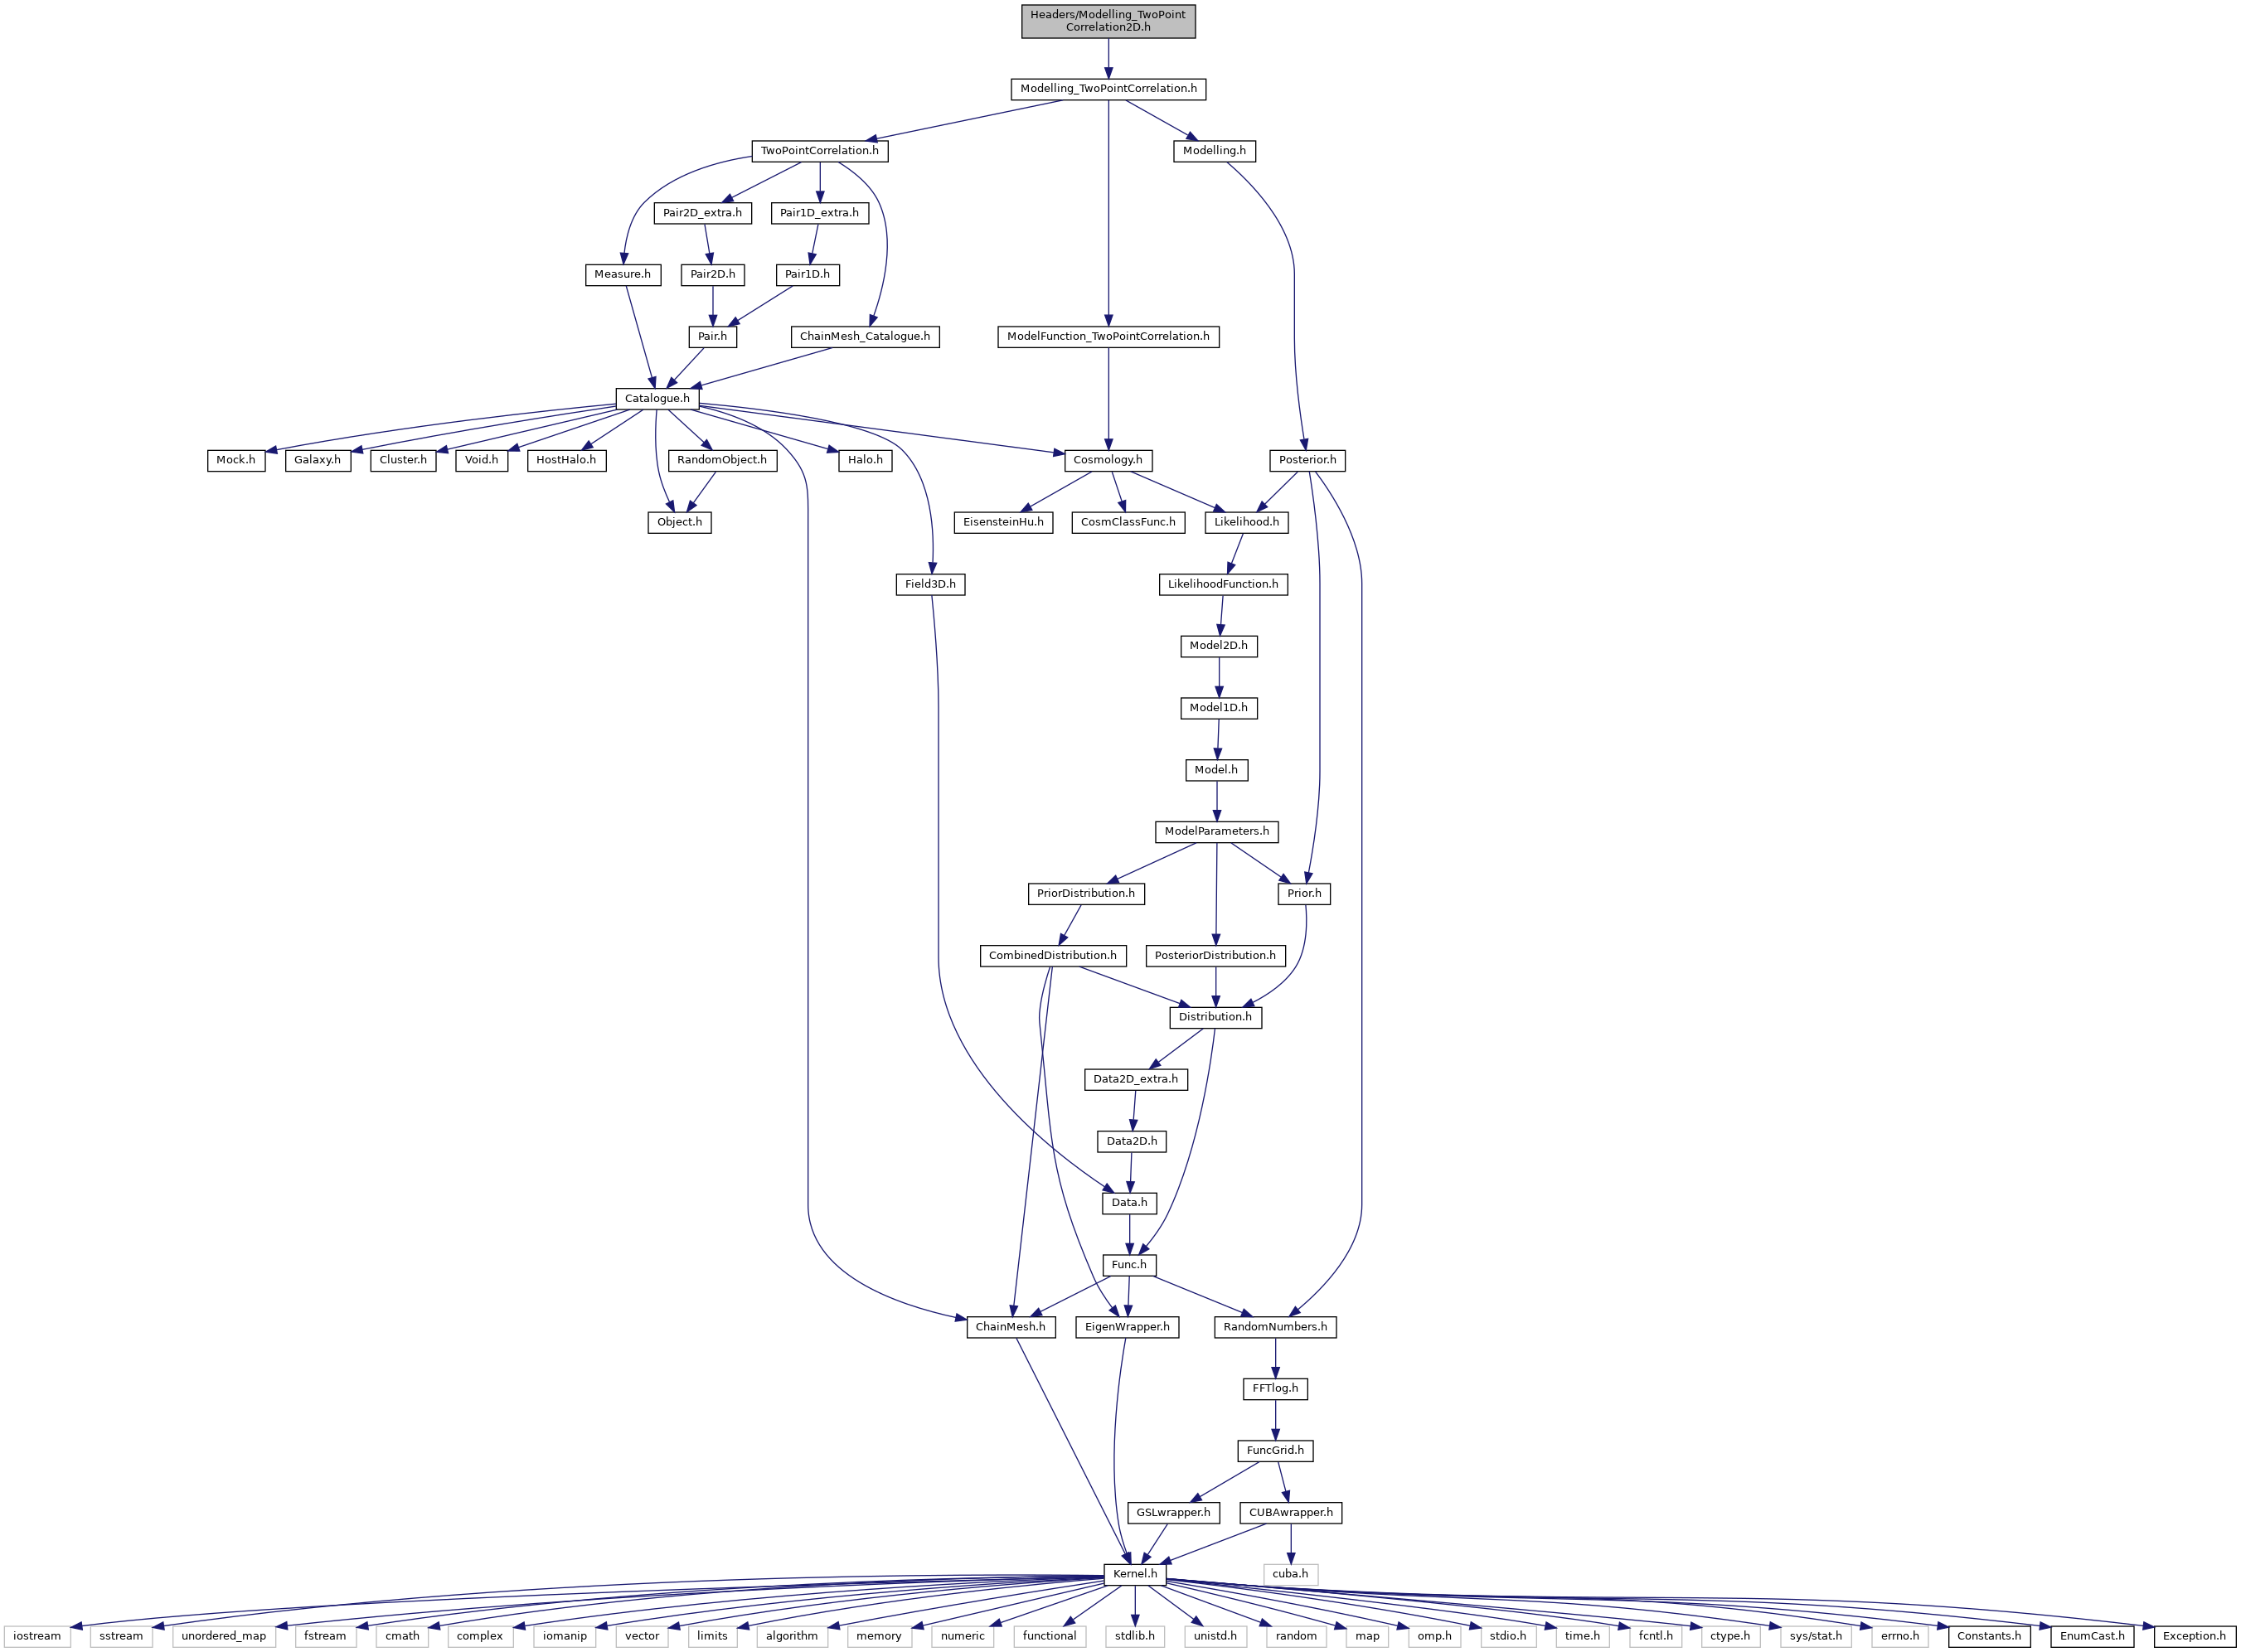 Headers/Modelling_TwoPoint
Correlation2D.h
Modelling_TwoPointCorrelation.h
TwoPointCorrelation.h
Modelling.h
Pair2D_extra.h
Pair1D_extra.h
Measure.h
Pair2D.h
Pair1D.h
Pair.h
ChainMesh_Catalogue.h
ModelFunction_TwoPointCorrelation.h
Catalogue.h
Mock.h
Galaxy.h
Cluster.h
Void.h
HostHalo.h
RandomObject.h
Halo.h
Cosmology.h
Posterior.h
Object.h
EisensteinHu.h
CosmClassFunc.h
Likelihood.h
Field3D.h
LikelihoodFunction.h
Model2D.h
Model1D.h
Model.h
ModelParameters.h
PriorDistribution.h
Prior.h
CombinedDistribution.h
PosteriorDistribution.h
Distribution.h
Data2D_extra.h
Data2D.h
Data.h
Func.h
ChainMesh.h
EigenWrapper.h
RandomNumbers.h
FFTlog.h
FuncGrid.h
GSLwrapper.h
CUBAwrapper.h
Kernel.h
cuba.h
iostream
sstream
unordered_map
fstream
cmath
complex
iomanip
vector
limits
algorithm
memory
numeric
functional
stdlib.h
unistd.h
random
map
omp.h
stdio.h
time.h
fcntl.h
ctype.h
sys/stat.h
errno.h
Constants.h
EnumCast.h
Exception.h